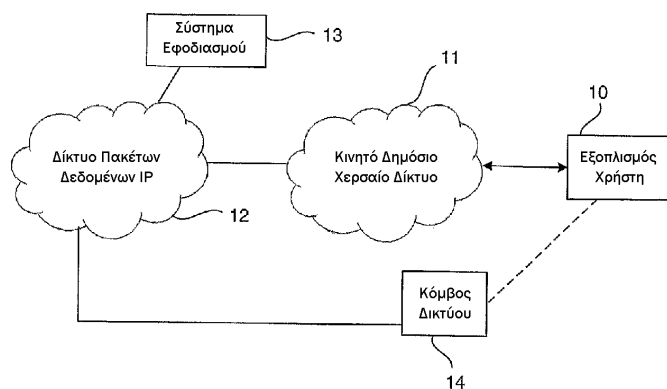 Σύστημα
Εφοδιασμού
13
11
10
Δίκτυο Πακέτων
Δεδομένων IP
Κινητό Δημόσιο
Χερσαίο Δίκτυο
Εξοπλισμός
Χρήστη
12
Κόμβος
Δικτύου
14